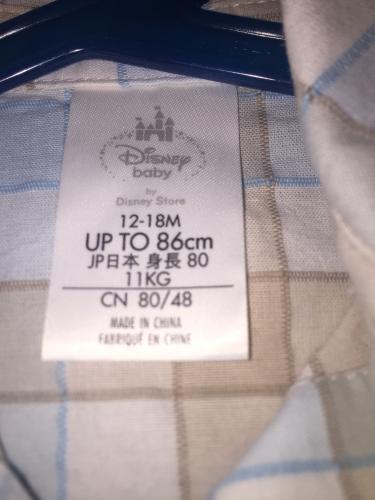 Disney
baby
by
Disney Store
12-18M
UP TO 86cm
JP日本 身長 80
11KG
CN 80/48
MADE IN CHINA
FABRIQUÉ EN CHINE